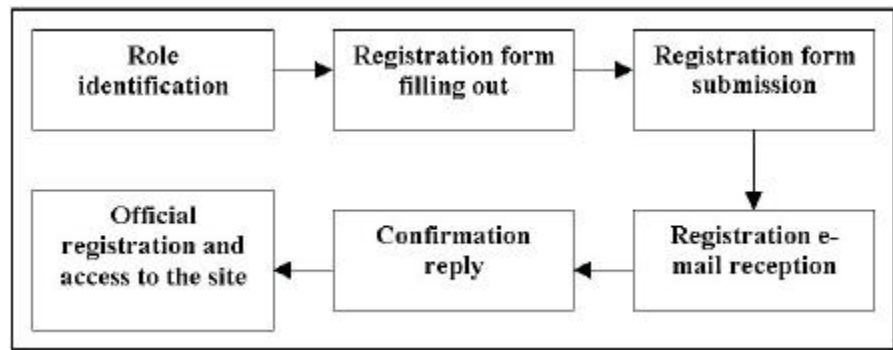 Role
identification
Registration form
filling out
Registration form
submission
Official
registration and
access to the site
Confirmation
reply
Registration e-
mail reception